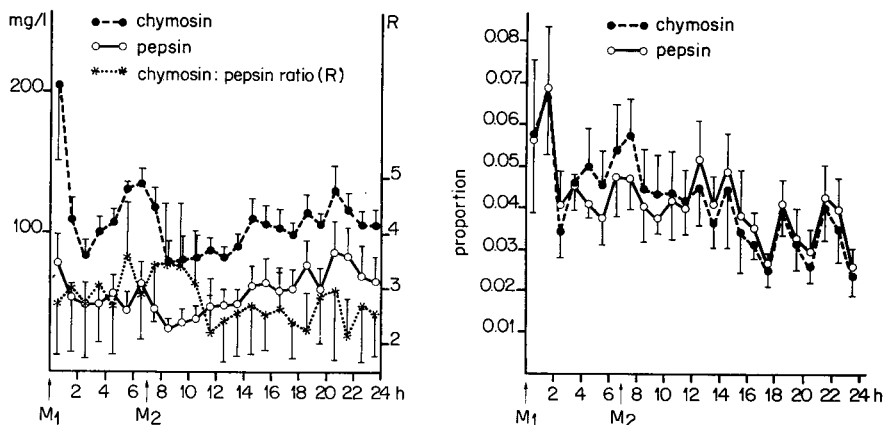 mg/l
R
chymosin
pepsin
chymosin : pepsin ratio (R)
200
100
5
4
3
2
2 4 6 8 10 12 14 16 18 20 22 24 h
M1 M2
chymosin
pepsin
proportion
0.08
0.07
0.06
0.05
0.04
0.03
0.02
0.01
2 4 6 8 10 12 14 16 18 20 22 24 h
M1 M2